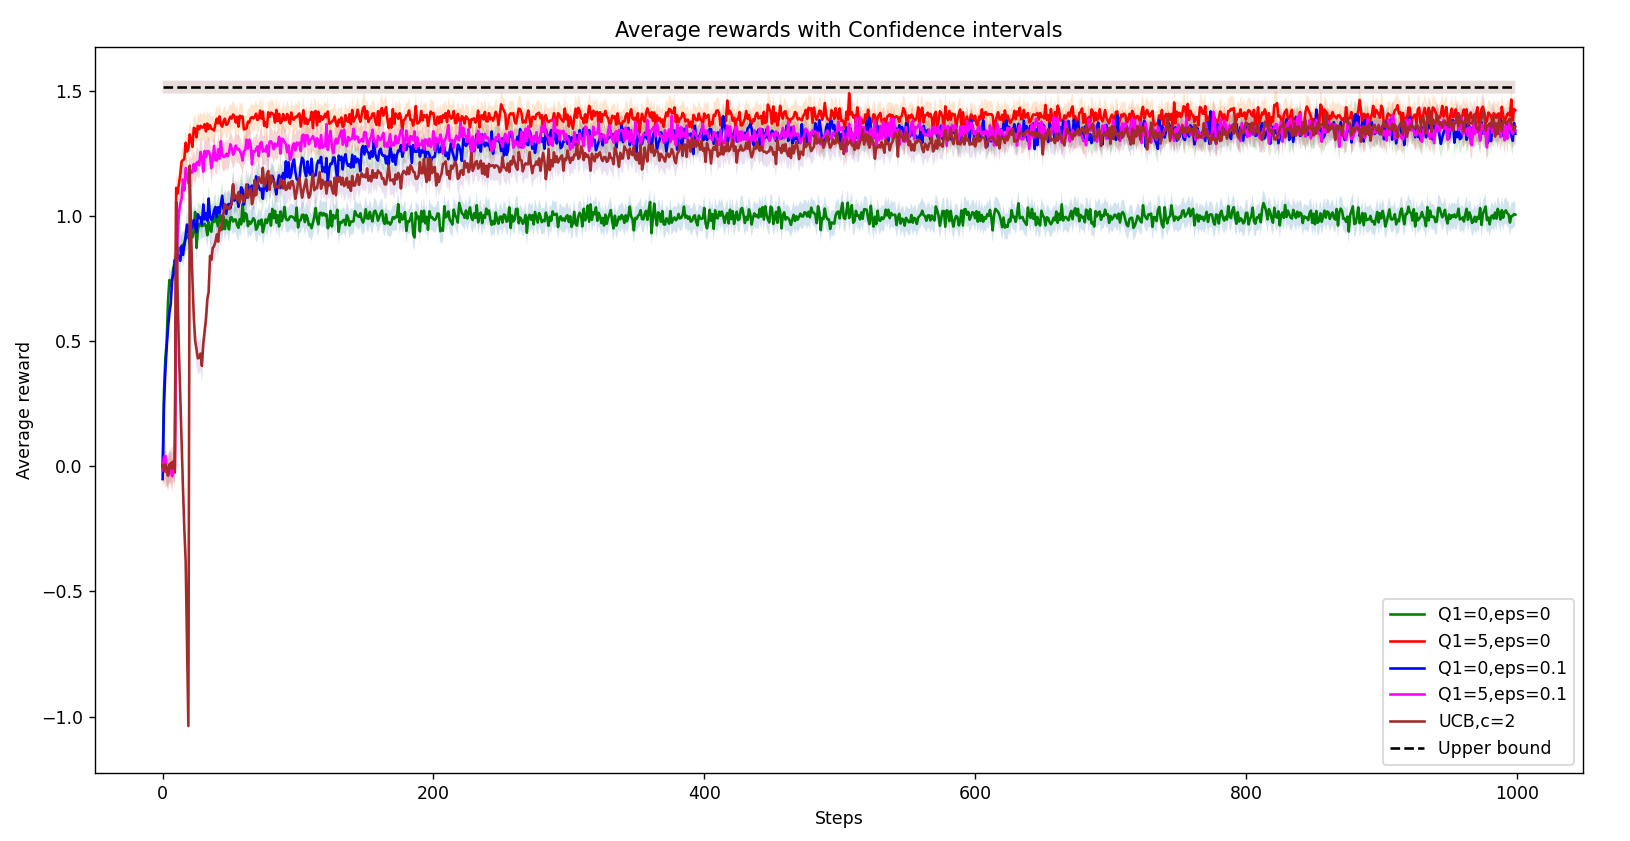 Average rewards with Confidence intervals
Average reward
1.5
1.0
0.5
0.0
−0.5
−1.0
0
200
400
600
800
1000
Steps
Q1=0,eps=0
Q1=5,eps=0
Q1=0,eps=0.1
Q1=5,eps=0.1
UCB,c=2
Upper bound